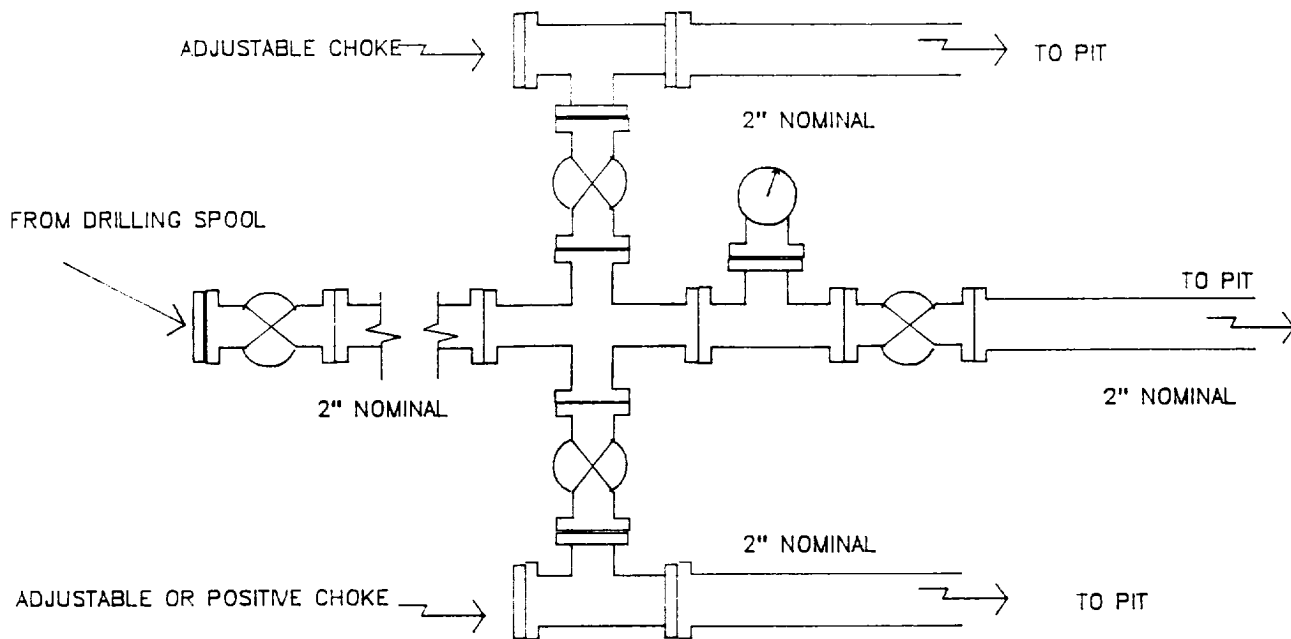 ADJUSTABLE CHOKE
TO PIT
2" NOMINAL
FROM DRILLING SPOOL
TO PIT
2" NOMINAL
2" NOMINAL
2" NOMINAL
ADJUSTABLE OR POSITIVE CHOKE
TO PIT